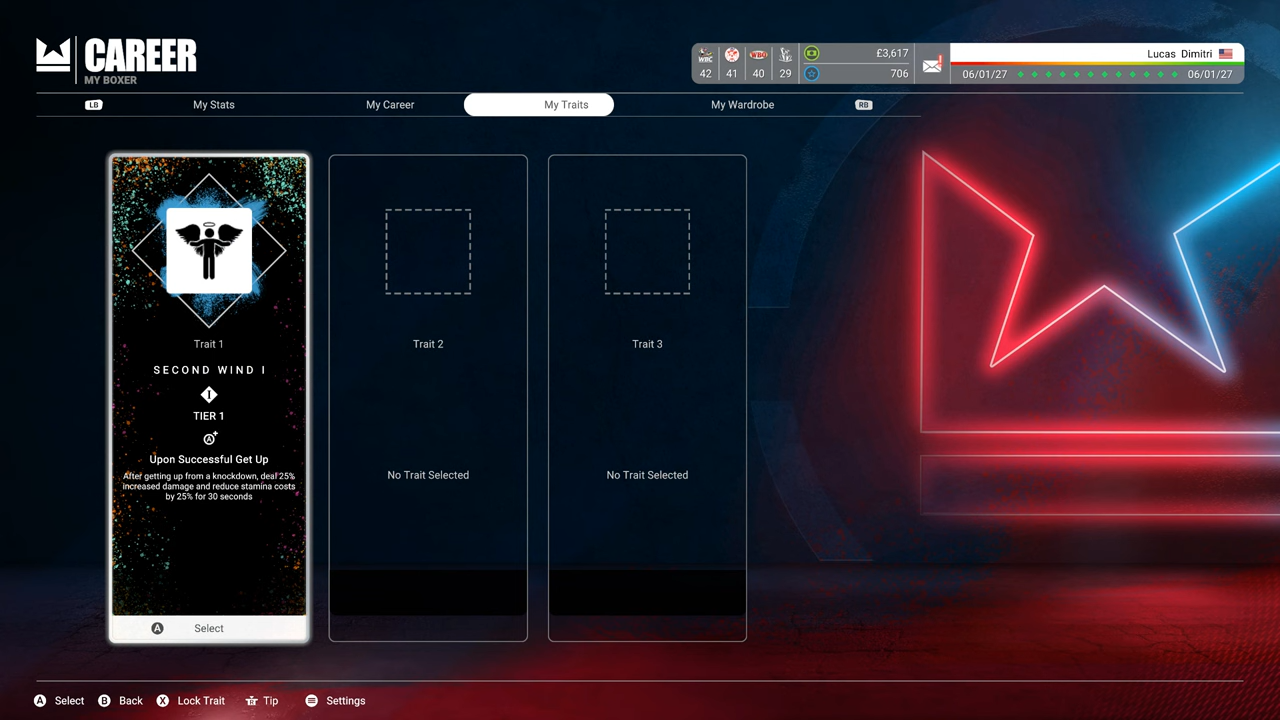 CAREER
MY BOXER
WBC
WBO
42
41
40
29
£3,617
706
Lucas Dimitri
06/01/27
06/01/27
LB
My Stats
My Career
My Traits
My Wardrobe
RB
Trait 1
SECOND WIND I
I
TIER 1
A+
Upon Successful Get Up
After getting up from a knockdown, deal 25%
increased damage and reduce stamina costs
by 25% for 30 seconds
A Select
Trait 2
No Trait Selected
Trait 3
No Trait Selected
A Select
B Back
X Lock Trait
Tip
Settings